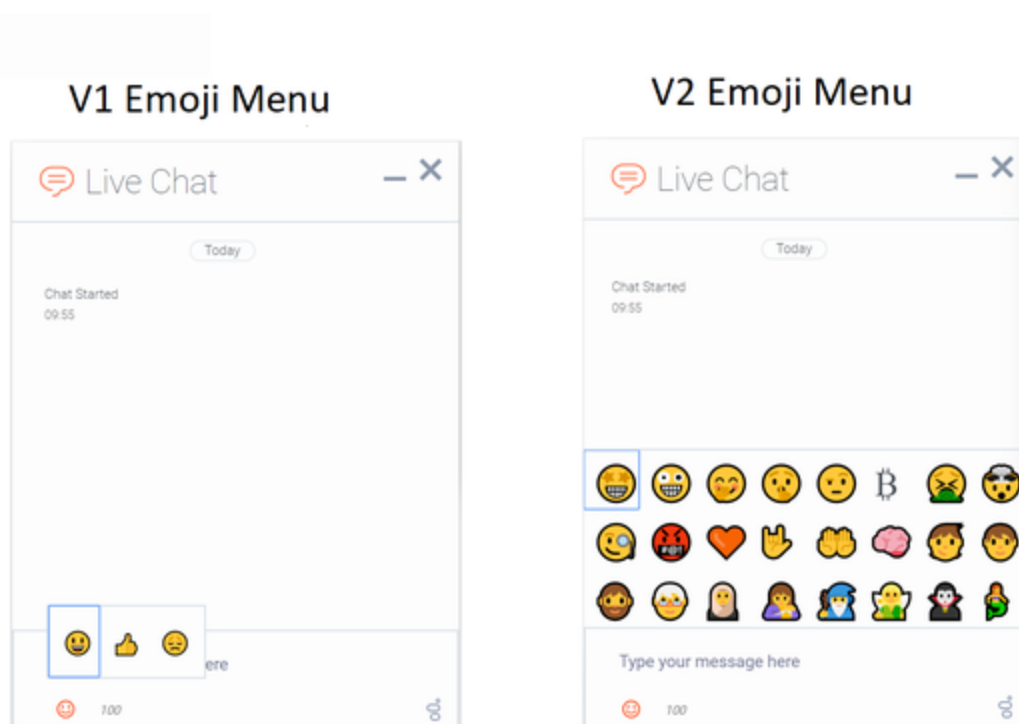 V1 Emoji Menu
Live Chat
Today
Chat Started
09:55
ere
100
V2 Emoji Menu
Live Chat
Today
Chat Started
09:55
₿
Type your message here
100